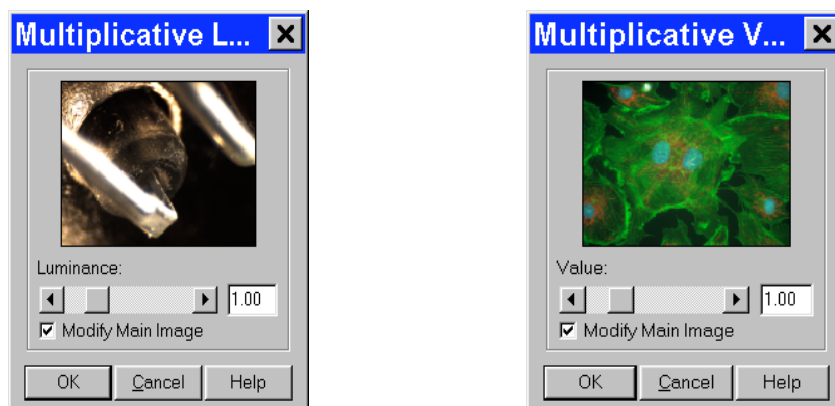 Multiplicative L...
Luminance:
1.00
Modify Main Image
OK Cancel Help
Multiplicative V...
Value:
1.00
Modify Main Image
OK Cancel Help